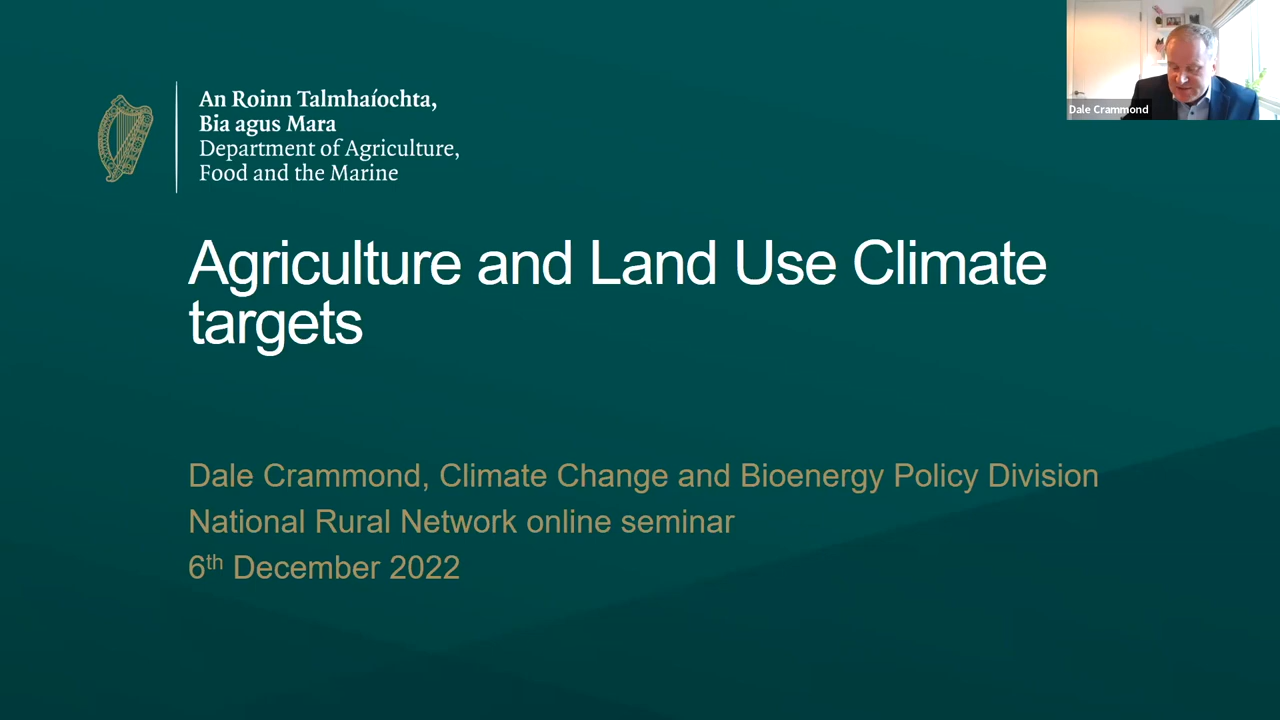 An Roinn Talmhaíochta,
Bia agus Mara
Department of Agriculture,
Food and the Marine
Dale Crammond
Agriculture and Land Use Climate
targets
Dale Crammond, Climate Change and Bioenergy Policy Division
National Rural Network online seminar
6th December 2022